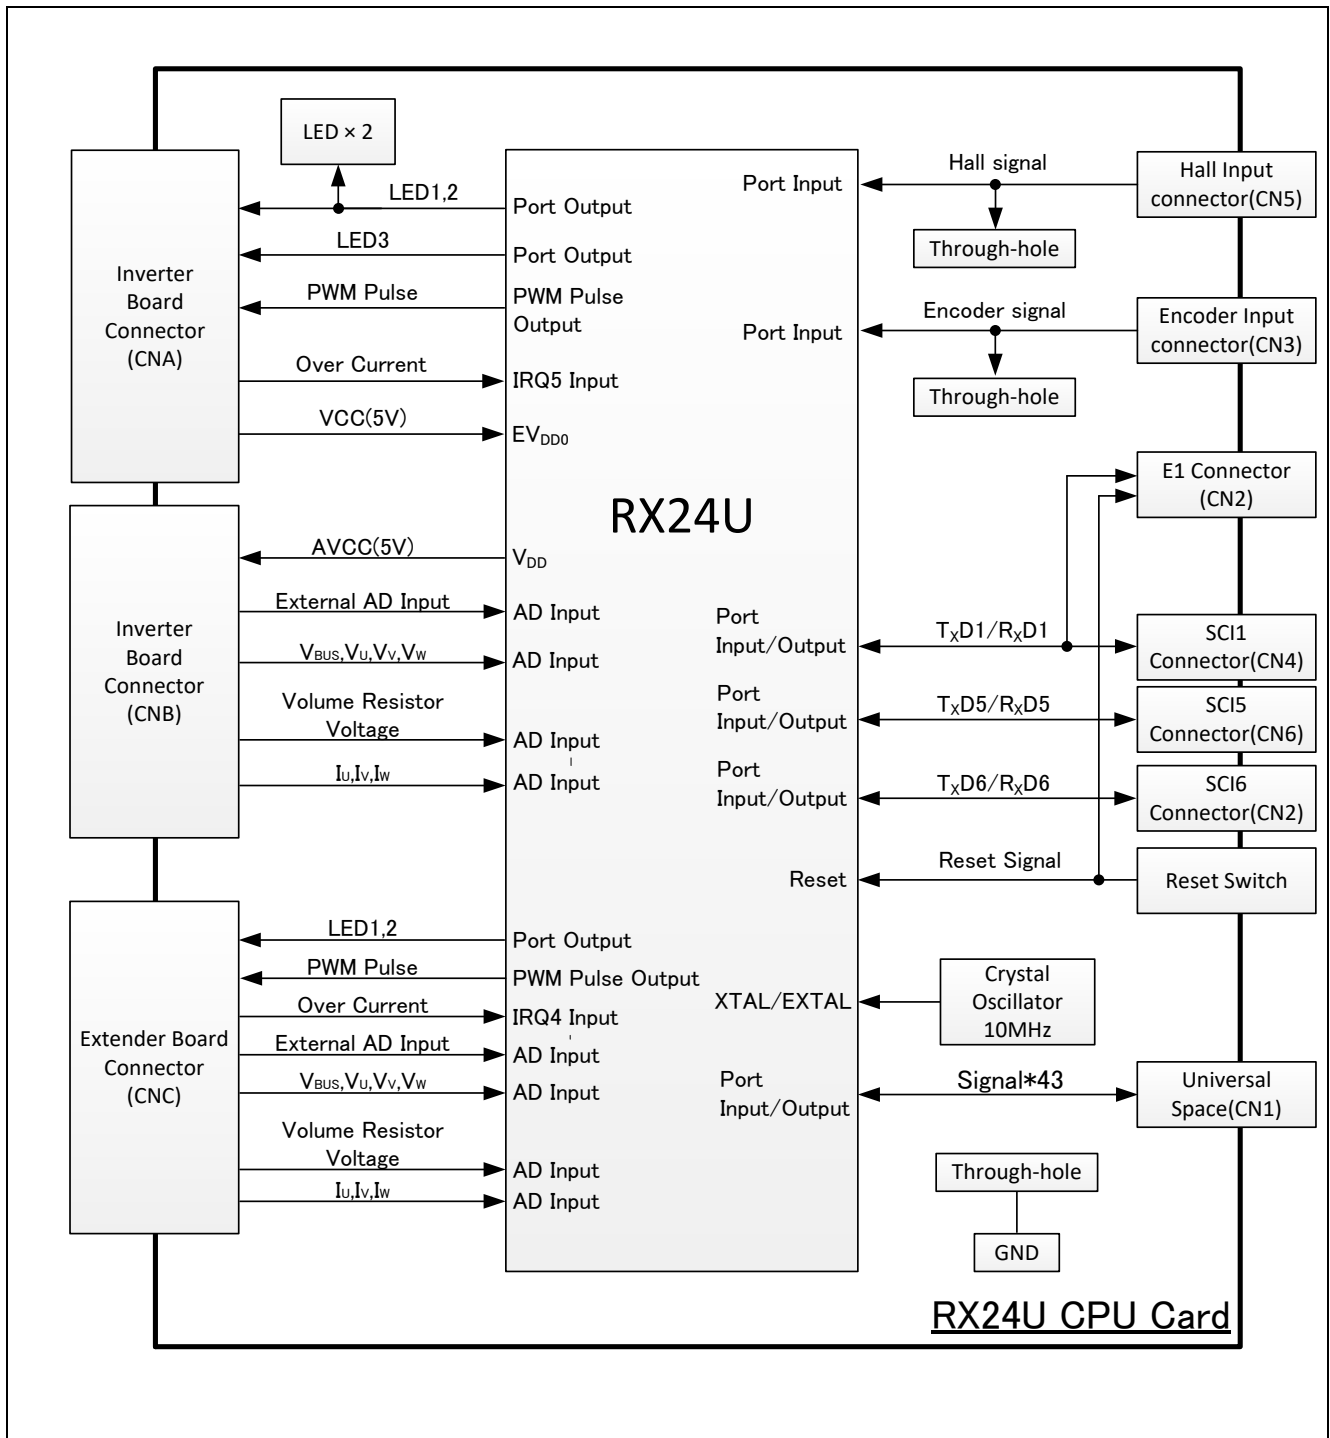 LED × 2
Inverter
Board
Connector
(CNA)
LED1,2
LED3
PWM Pulse
Over Current
VCC(5V)
Port Output
Port Output
PWM Pulse
Output
IRQ5 Input
EVDD0
Inverter
Board
Connector
(CNB)
AVCC(5V)
External AD Input
VBUS,VU,VV,VW
Volume Resistor
Voltage
IU,IV,IW
VDD
AD Input
AD Input
AD Input
AD Input
Extender Board
Connector
(CNC)
LED1,2
PWM Pulse
Over Current
External AD Input
VBUS,VU,VV,VW
Volume Resistor
Voltage
IU,IV,IW
Port Output
PWM Pulse Output
IRQ4 Input
AD Input
AD Input
AD Input
AD Input
RX24U
Port Input
Port Input
Port
Input/Output
Port
Input/Output
Port
Input/Output
Reset
XTAL/EXTAL
Port
Input/Output
Hall signal
Through-hole
Encoder signal
Through-hole
TXD1/RXD1
TXD5/RXD5
TXD6/RXD6
Reset Signal
Crystal
Oscillator
10MHz
Signal*43
Through-hole
GND
Hall Input
connector(CN5)
Encoder Input
connector(CN3)
E1 Connector
(CN2)
SCI1
Connector(CN4)
SCI5
Connector(CN6)
SCI6
Connector(CN2)
Reset Switch
Universal
Space(CN1)
RX24U CPU Card